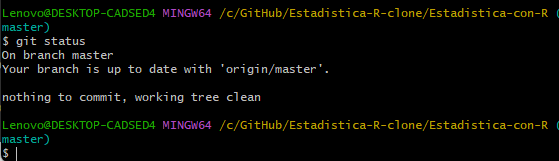 Lenovo@DESKTOP-CADSED4 MINGW64 /c/GitHub/Estadistica-R-clone/Estadistica-con-R (
master)
$ git status
On branch master
Your branch is up to date with 'origin/master'.
nothing to commit, working tree clean
Lenovo@DESKTOP-CADSED4 MINGW64 /c/GitHub/Estadistica-R-clone/Estadistica-con-R (
master)
$